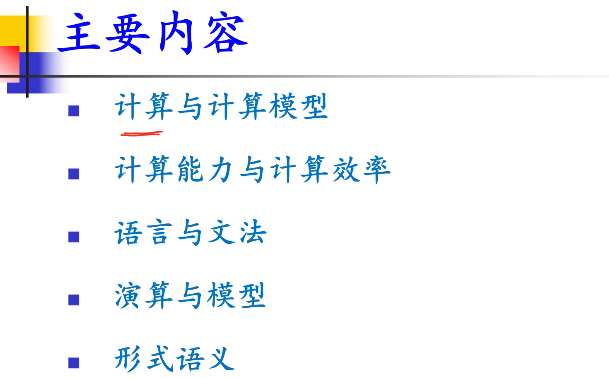 主要内容
计算与计算模型
计算能力与计算效率
语言与文法
演算与模型
形式语义